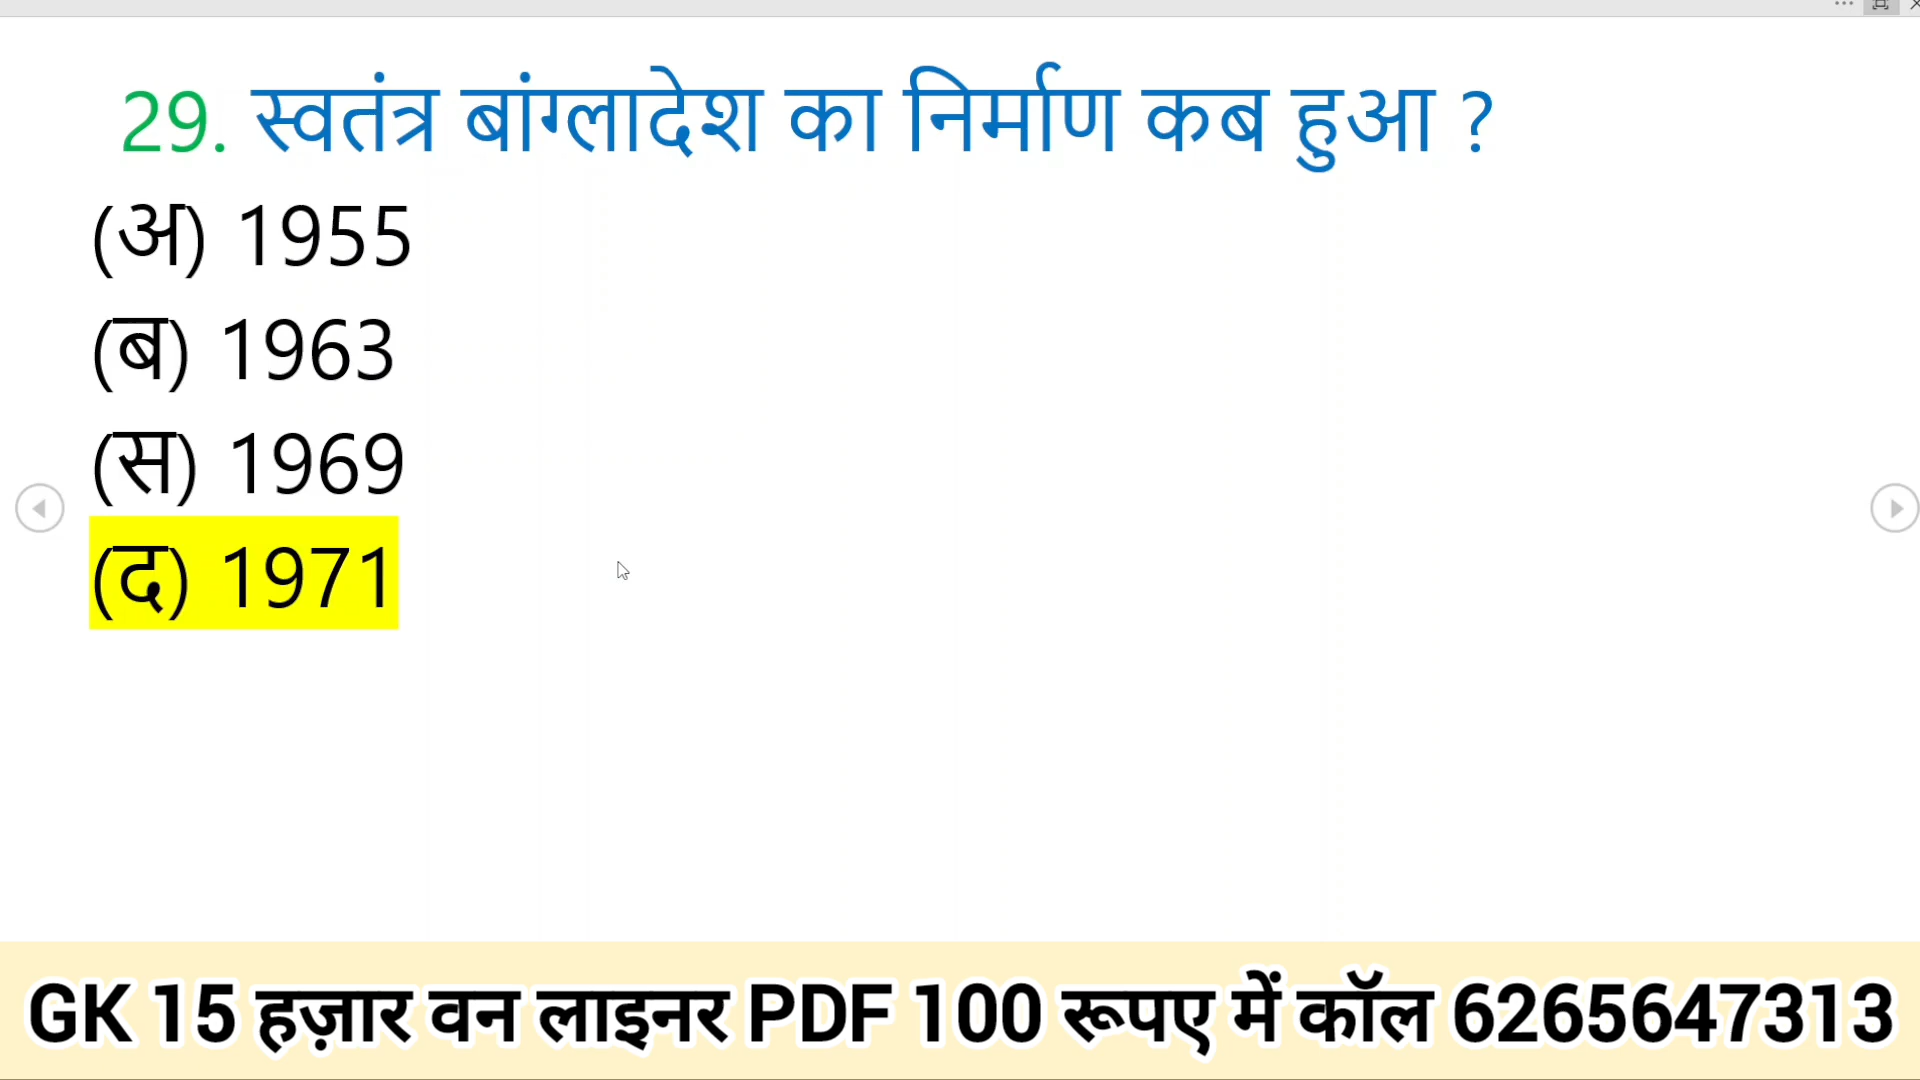 29. स्वतंत्र बांग्लादेश का निर्माण कब हुआ ?
(अ) 1955
(ब) 1963
(स) 1969
(द) 1971
GK 15 हज़ार वन लाइनर PDF 100 रूपए में कॉल 6265647313